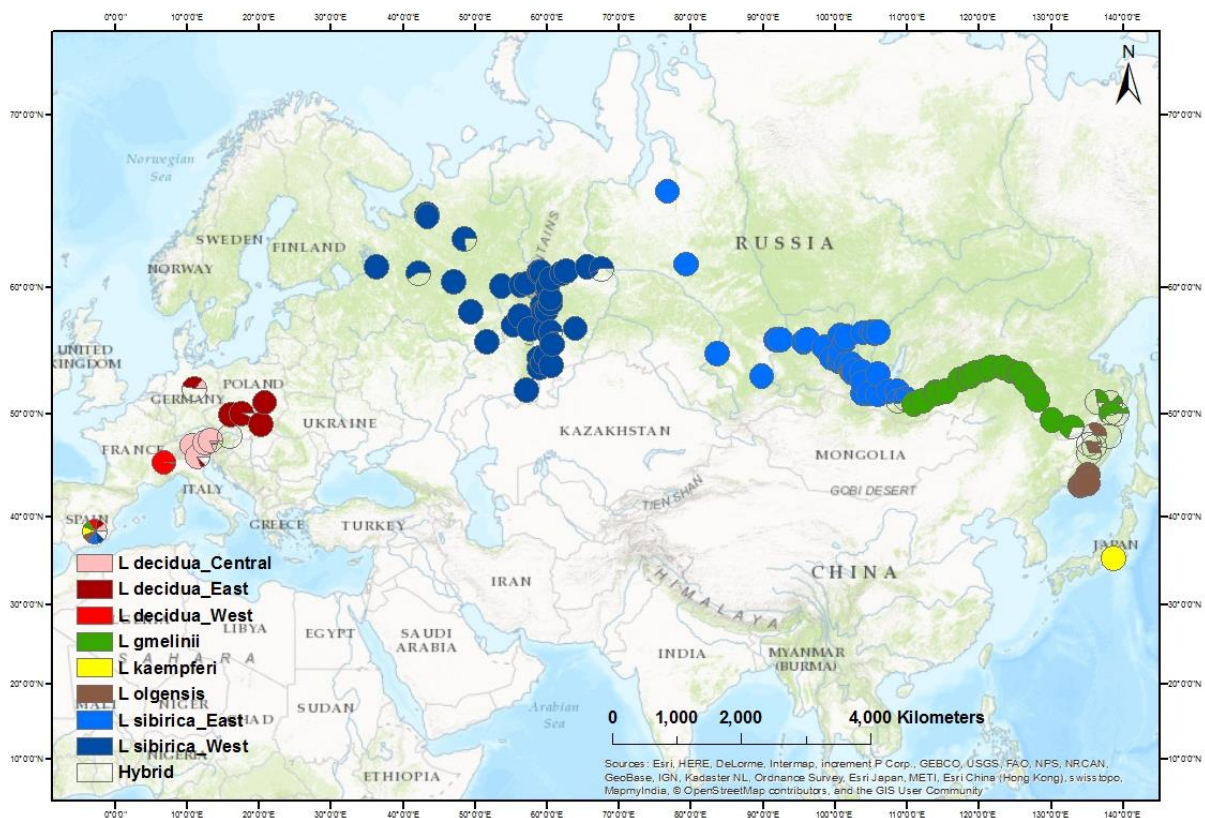 0°0'0"
10°0'0"E
20°0'0"E
30°0'0"E
40°0'0"E
50°0'0"E
60°0'0"E
70°0'0"E
80°0'0"E
90°0'0"E
100°0'0"E
110°0'0"E
120°0'0"E
130°0'0"E
140°0'0"E
N
70°0'0"N
70°0'0"N
Norwegian
Sea
SWEDEN
FINLAND
NORWAY
NTAINS
RUSSIA
60°0'0"N
60°0'0"N
UNITED
KINGDOM
POLAND
GERMANY
50°0'0"N
50°0'0"N
UKRAINE
KAZAKHSTAN
FRANCE
MONGOLIA
ITALY
GOBI DESERT
TIEN SHAN
SPAIN
GREECE
TURKEY
40°0'0"N
40°0'0"N
JAPAN
IRAN
CHINA
HIMALAYA
30°0'0"N
30°0'0"N
LIBYA
EGYPT
SAUDI
ARABIA
INDIA
MYANMAR
(BURMA)
SAHARA
20°0'0"N
20°0'0"N
MALI
NIGER
CHAD
SUDAN
Arabian
Sea
NIGERIA
ETHIOPIA
10°0'0"N
10°0'0"N
L decidua_Central
L decidua_East
L decidua_West
L gmelinii
L kaempferi
L olgensis
L sibirica_East
L sibirica_West
Hybrid
0 1,000 2,000 4,000 Kilometers
Sources: Esri, HERE, DeLorme, Intermap, increment P Corp., GEBCO, USGS, FAO, NPS, NRCAN,
GeoBase, IGN, Kadaster NL, Ordnance Survey, Esri Japan, METI, Esri China (Hong Kong), swisstopo,
MapmyIndia, © OpenStreetMap contributors, and the GIS User Community
0°0'0"
10°0'0"E
20°0'0"E
30°0'0"E
40°0'0"E
50°0'0"E
60°0'0"E
70°0'0"E
80°0'0"E
90°0'0"E
100°0'0"E
110°0'0"E
120°0'0"E
130°0'0"E
140°0'0"E